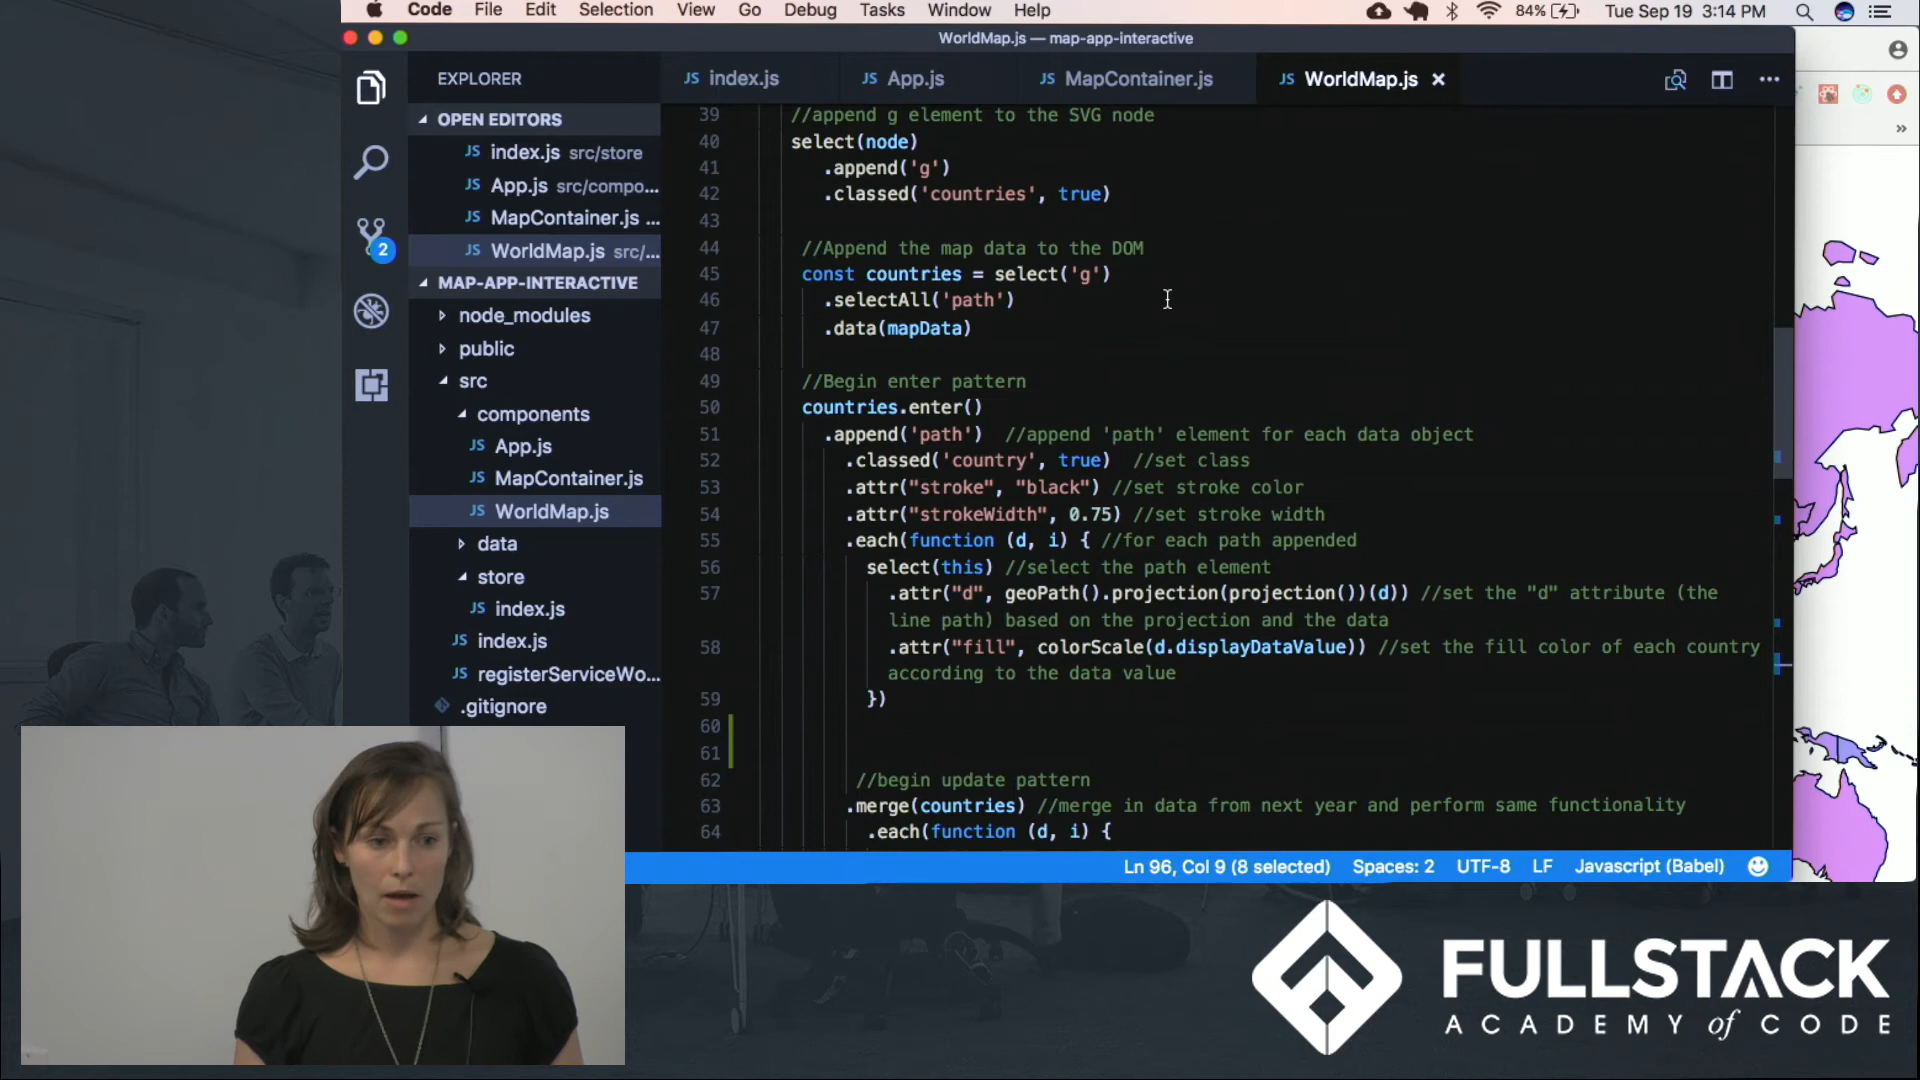 Code File Edit Selection View Go Debug Tasks Window Help 84% Tue Sep 19 3:14 PM
WorldMap.js — map-app-interactive
EXPLORER
JS index.js
JS App.js
JS MapContainer.js
JS WorldMap.js ×
OPEN EDITORS
JS index.js src/store
JS App.js src/compo...
JS MapContainer.js ...
JS WorldMap.js src/...
2
MAP-APP-INTERACTIVE
node_modules
public
src
components
JS App.js
JS MapContainer.js
JS WorldMap.js
data
store
JS index.js
JS index.js
JS registerServiceWo...
.gitignore
39 //append g element to the SVG node
40 select(node)
41 .append('g')
42 .classed('countries', true)
43
44 //Append the map data to the DOM
45 const countries = select('g')
46 .selectAll('path')
47 .data(mapData)
48
49 //Begin enter pattern
50 countries.enter()
51 .append('path') //append 'path' element for each data object
52 .classed('country', true) //set class
53 .attr("stroke", "black") //set stroke color
54 .attr("strokeWidth", 0.75) //set stroke width
55 .each(function (d, i) { //for each path appended
56 select(this) //select the path element
57 .attr("d", geoPath().projection(projection())(d)) //set the "d" attribute (the
line path) based on the projection and the data
58 .attr("fill", colorScale(d.displayDataValue)) //set the fill color of each country
according to the data value
59 })
60
61
62 //begin update pattern
63 .merge(countries) //merge in data from next year and perform same functionality
64 .each(function (d, i) {
Ln 96, Col 9 (8 selected) Spaces: 2 UTF-8 LF Javascript (Babel)
FULLSTACK
ACADEMY of CODE